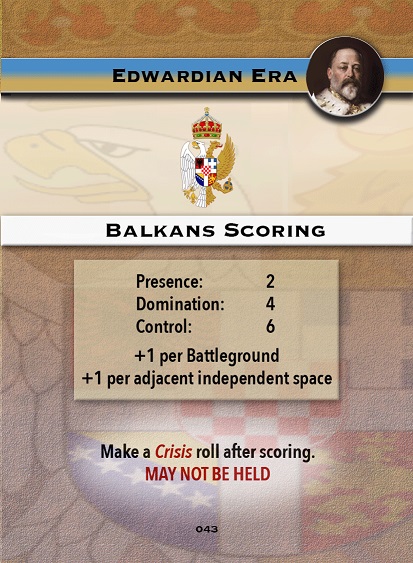 EDWARDIAN ERA
BALKANS SCORING
Presence: 2
Domination: 4
Control: 6
+1 per Battleground
+1 per adjacent independent space
Make a Crisis roll after scoring.
MAY NOT BE HELD
043